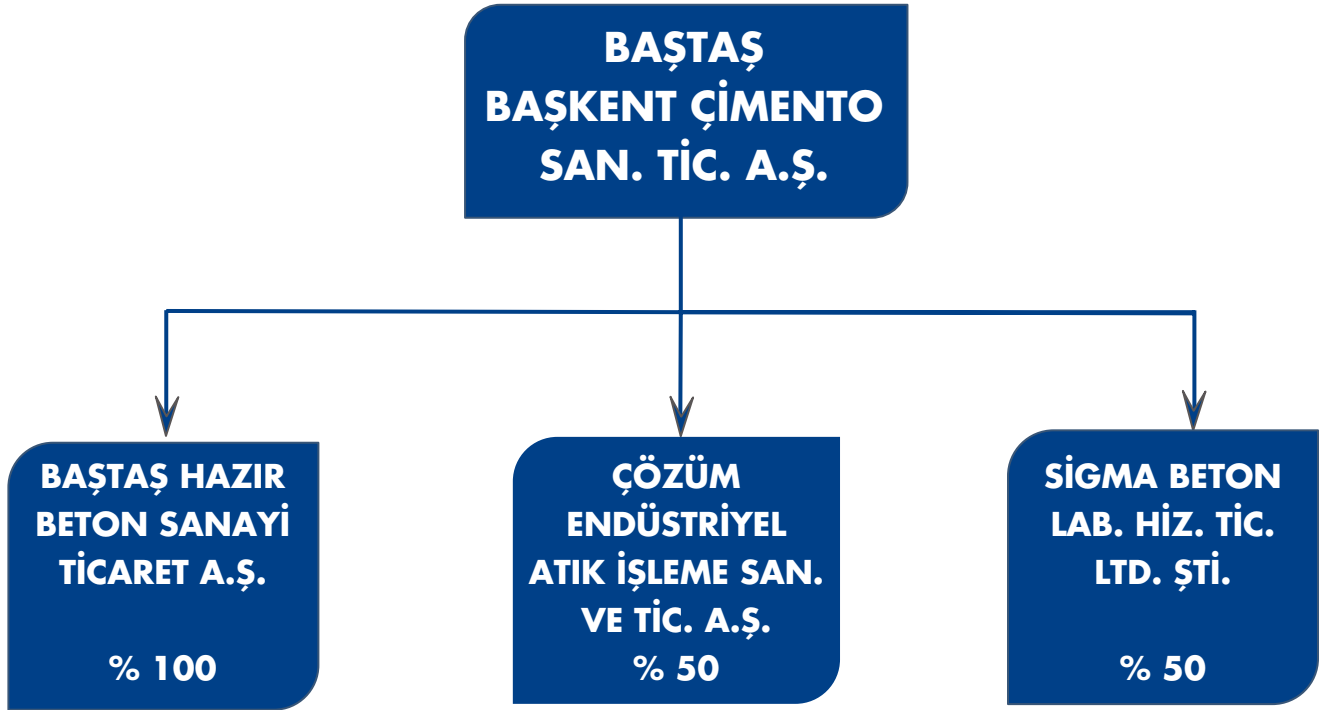 BAŞTAŞ
BAŞKENT ÇİMENTO
SAN. TİC. A.Ş.
BAŞTAŞ HAZIR
BETON SANAYİ
TİCARET A.Ş.
% 100
ÇÖZÜM
ENDÜSTRİYEL
ATIK İŞLEME SAN.
VE TİC. A.Ş.
% 50
SİGMA BETON
LAB. HİZ. TİC.
LTD. ŞTİ.
% 50